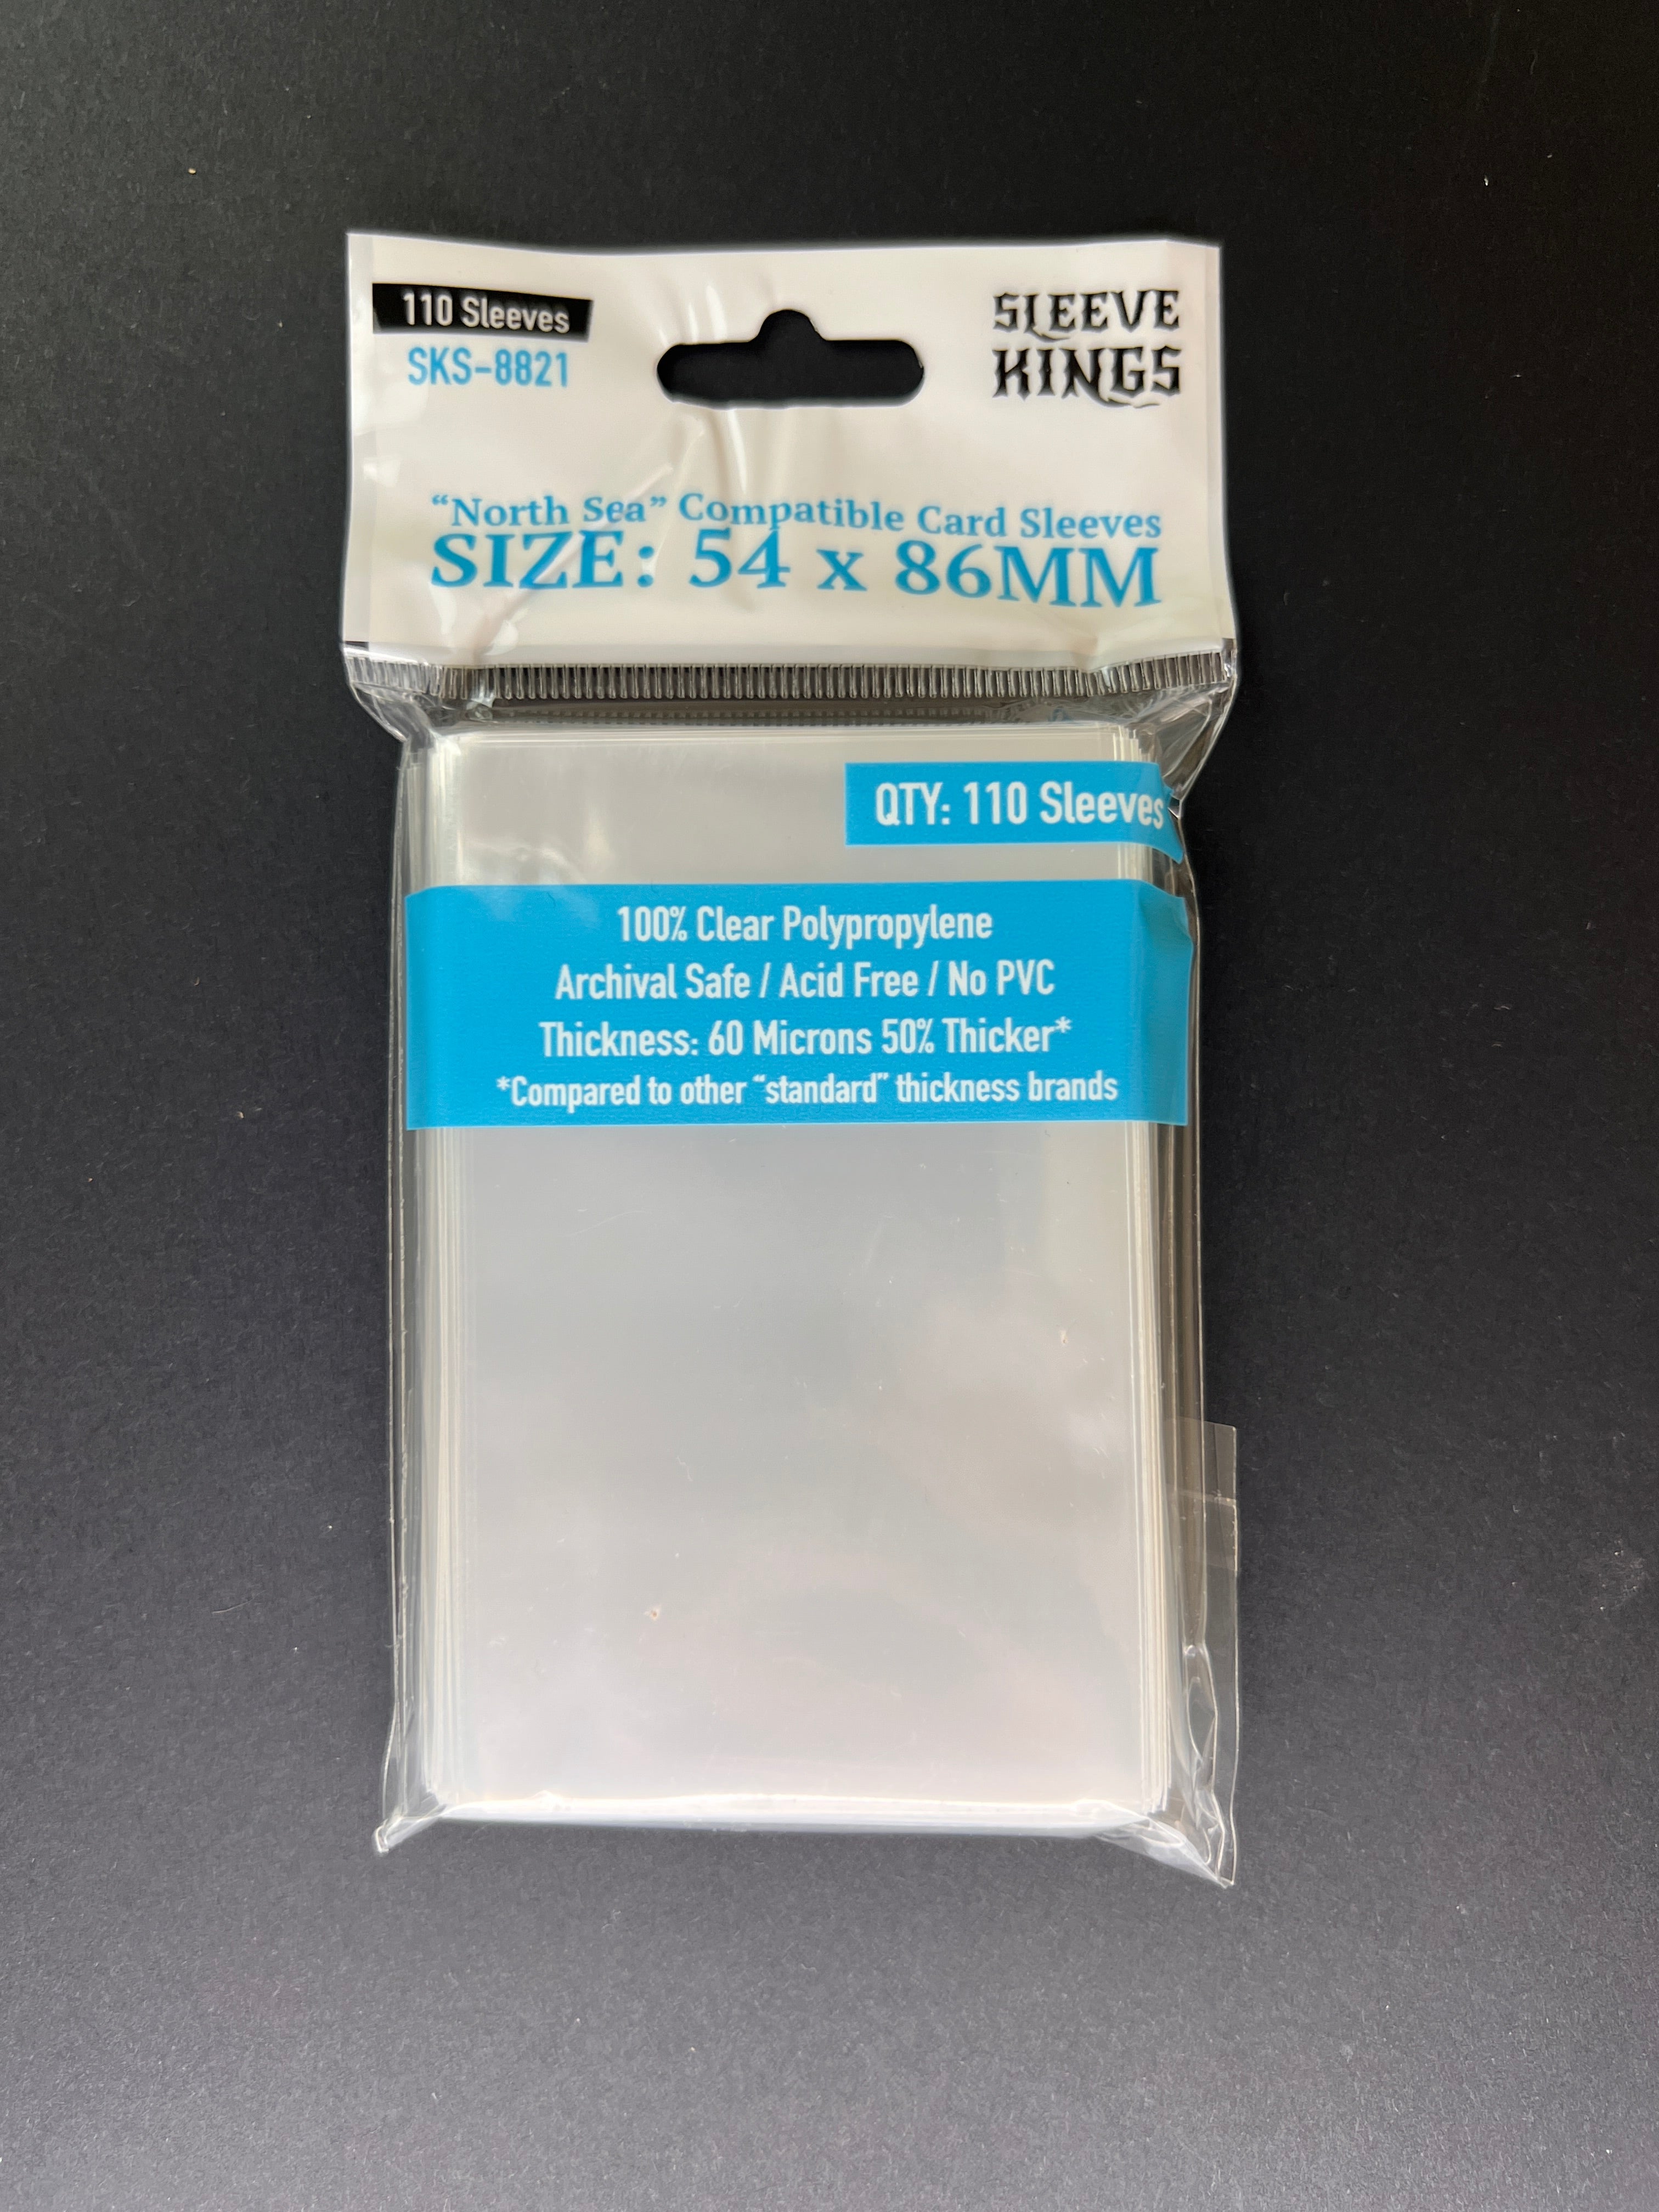 110 Sleeves
SKS-8821
SLEEVE
KINGS
“North Sea” Compatible Card Sleeves
SIZE: 54 x 86MM
QTY: 110 Sleeves
100% Clear Polypropylene
Archival Safe / Acid Free / No PVC
Thickness: 60 Microns 50% Thicker*
*Compared to other “standard” thickness brands